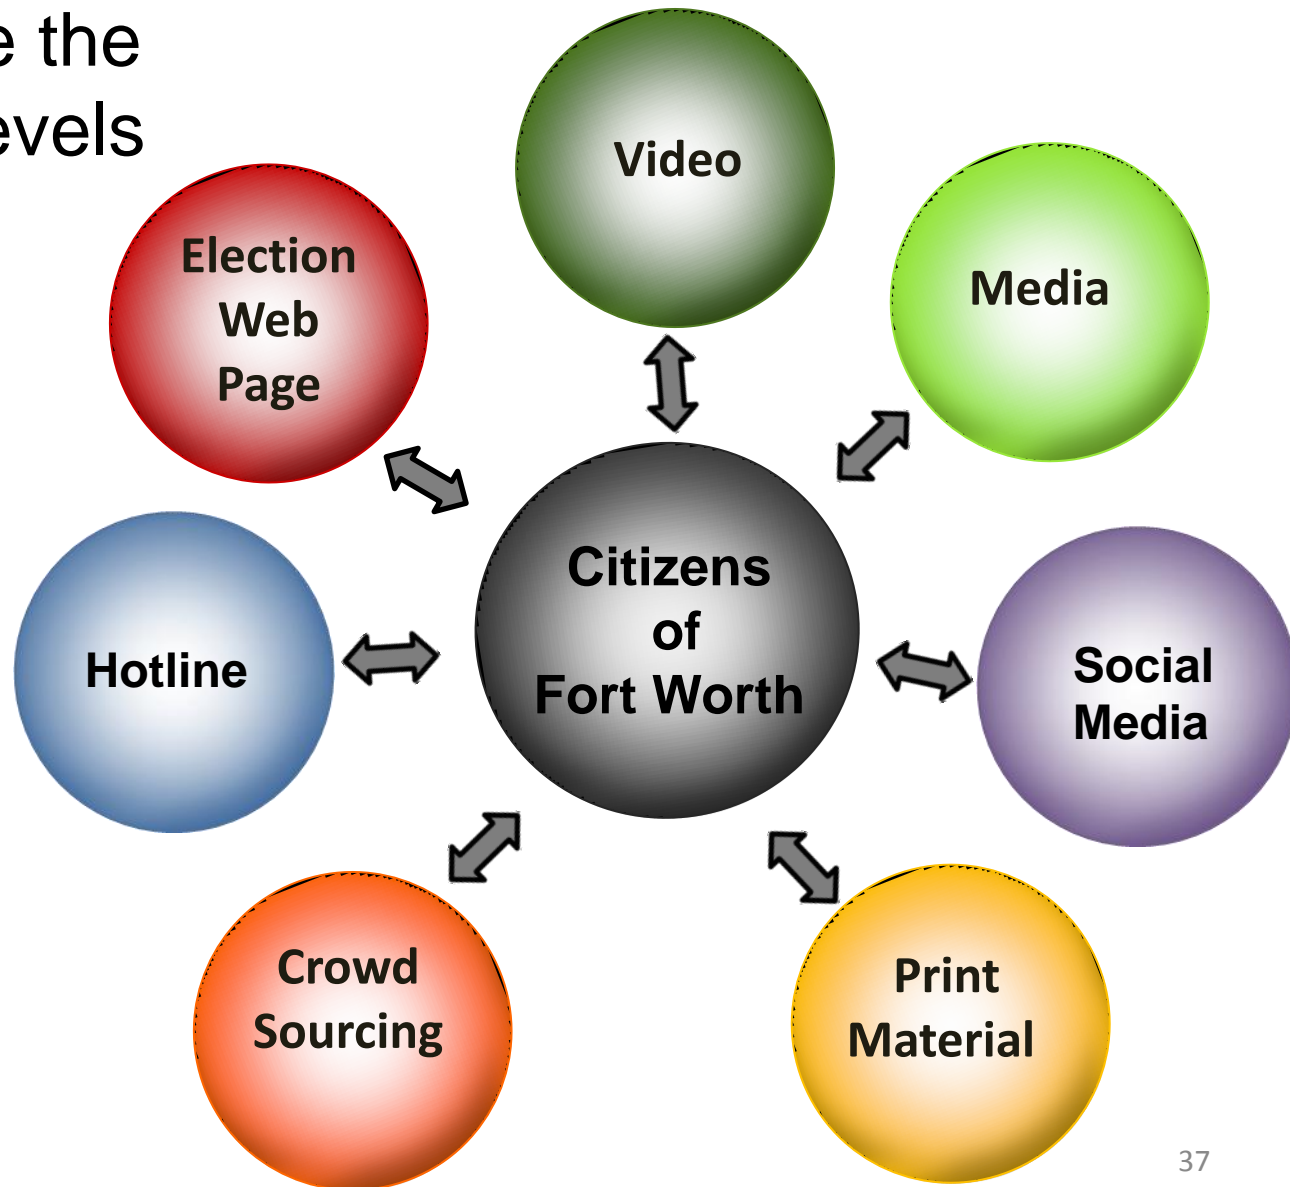 e the
evels
Video
Media
Election
Web
Page
Citizens
of
Fort Worth
Hotline
Social
Media
Crowd
Sourcing
Print
Material
37